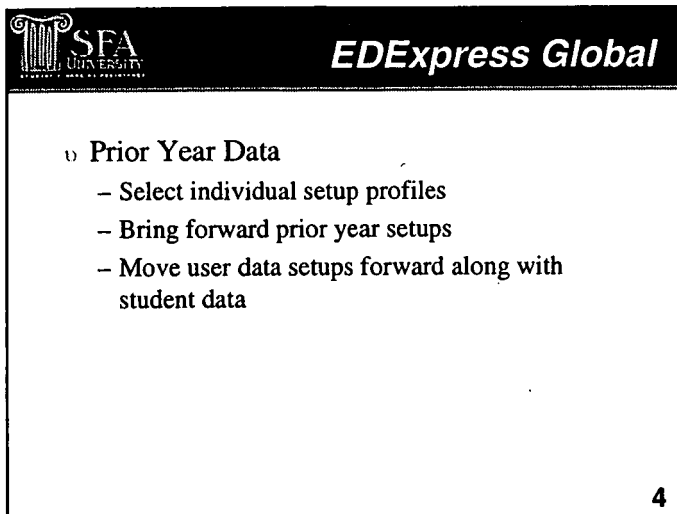 SFA
UNIVERSITY
EDExpress Global
υ Prior Year Data
– Select individual setup profiles
– Bring forward prior year setups
– Move user data setups forward along with
student data
4